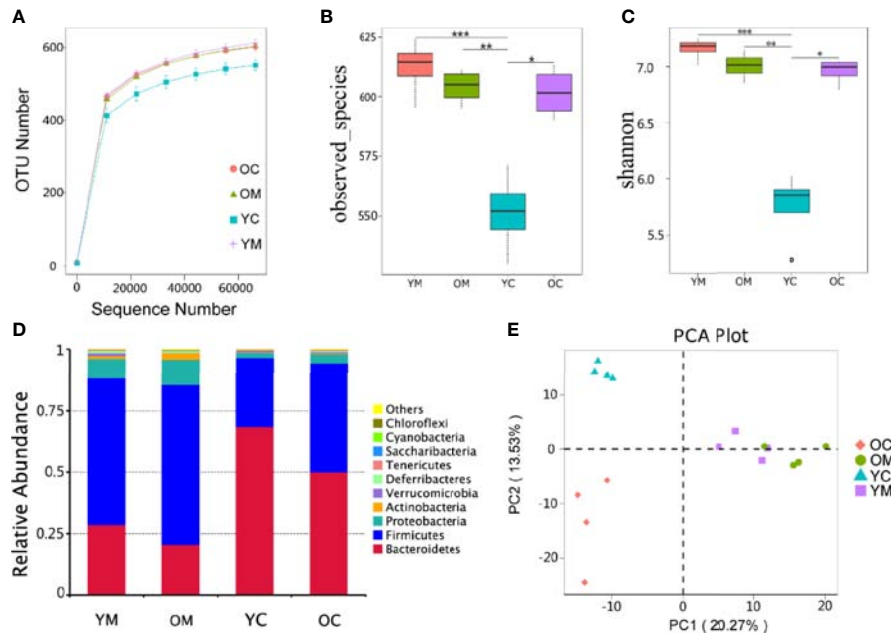 A
OTU Number
600
400
200
0
0
20000
40000
60000
Sequence Number
OC
OM
YC
YM
B
observed_species
625
600
575
550
***
**
*
YM
OM
YC
OC
C
shannon
7.0
6.5
6.0
5.5
***
**
*
YM
OM
YC
OC
D
Relative Abundance
1
0.75
0.5
0.25
0
YM
OM
YC
OC
Others
Chloroflexi
Cyanobacteria
Saccharibacteria
Tenericutes
Deferribacteres
Verrucomicrobia
Actinobacteria
Proteobacteria
Firmicutes
Bacteroidetes
E
PCA Plot
PC2 ( 13.53% )
10
0
-10
-20
-10
0
10
20
PC1 ( 20.27% )
OC
OM
YC
YM